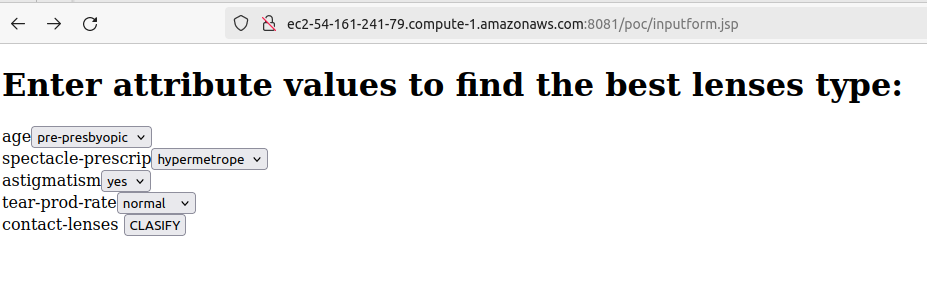 ec2-54-161-241-79.compute-1.amazonaws.com:8081/poc/inputform.jsp
Enter attribute values to find the best lenses type:
age pre-presbyopic
spectacle-prescrip hypermetrope
astigmatism yes
tear-prod-rate normal
contact-lenses CLASIFY